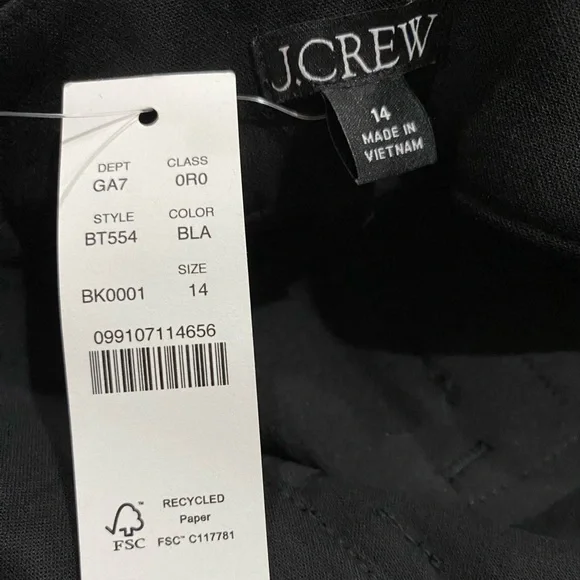 J.CREW
14
MADE IN
VIETNAM
DEPT CLASS
GA7 0R0
STYLE COLOR
BT554 BLA
SIZE
BK0001 14
099107114656
RECYCLED
Paper
FSC™ FSC™ C117781